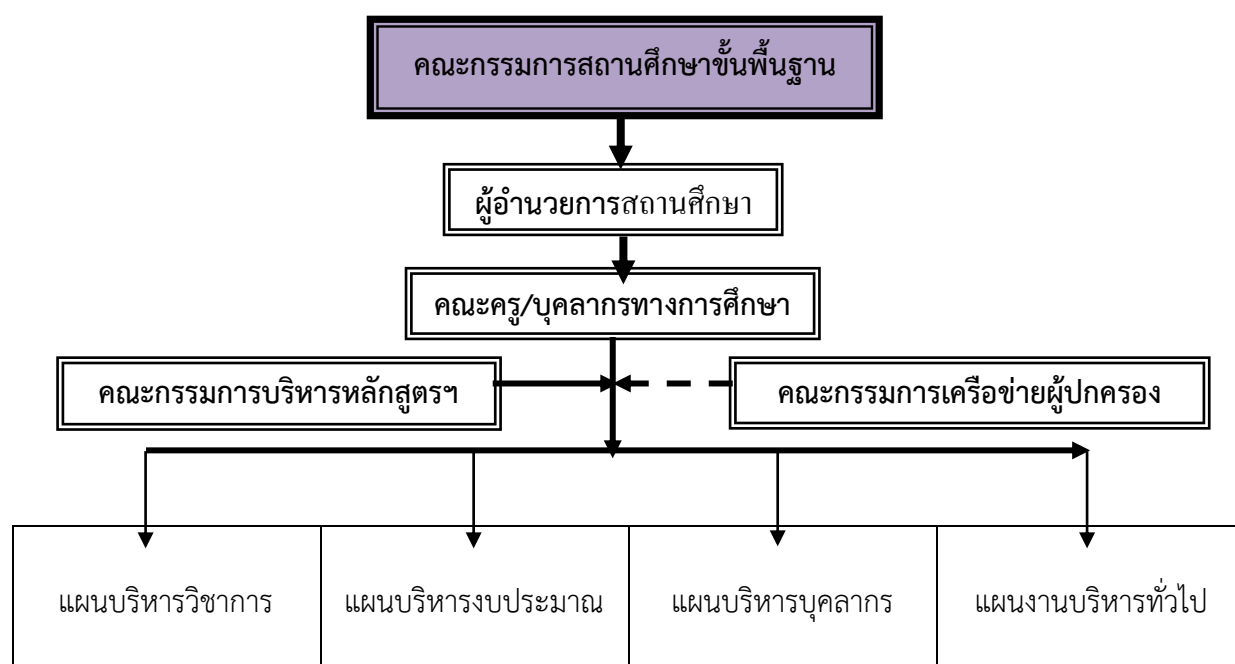 คณะกรรมการสถานศึกษาขั้นพื้นฐาน
ผู้อำนวยการสถานศึกษา
คณะครู/บุคลากรทางการศึกษา
คณะกรรมการบริหารหลักสูตรฯ
คณะกรรมการเครือข่ายผู้ปกครอง
แผนบริหารวิชาการ
แผนบริหารงบประมาณ
แผนบริหารบุคลากร
แผนงานบริหารทั่วไป